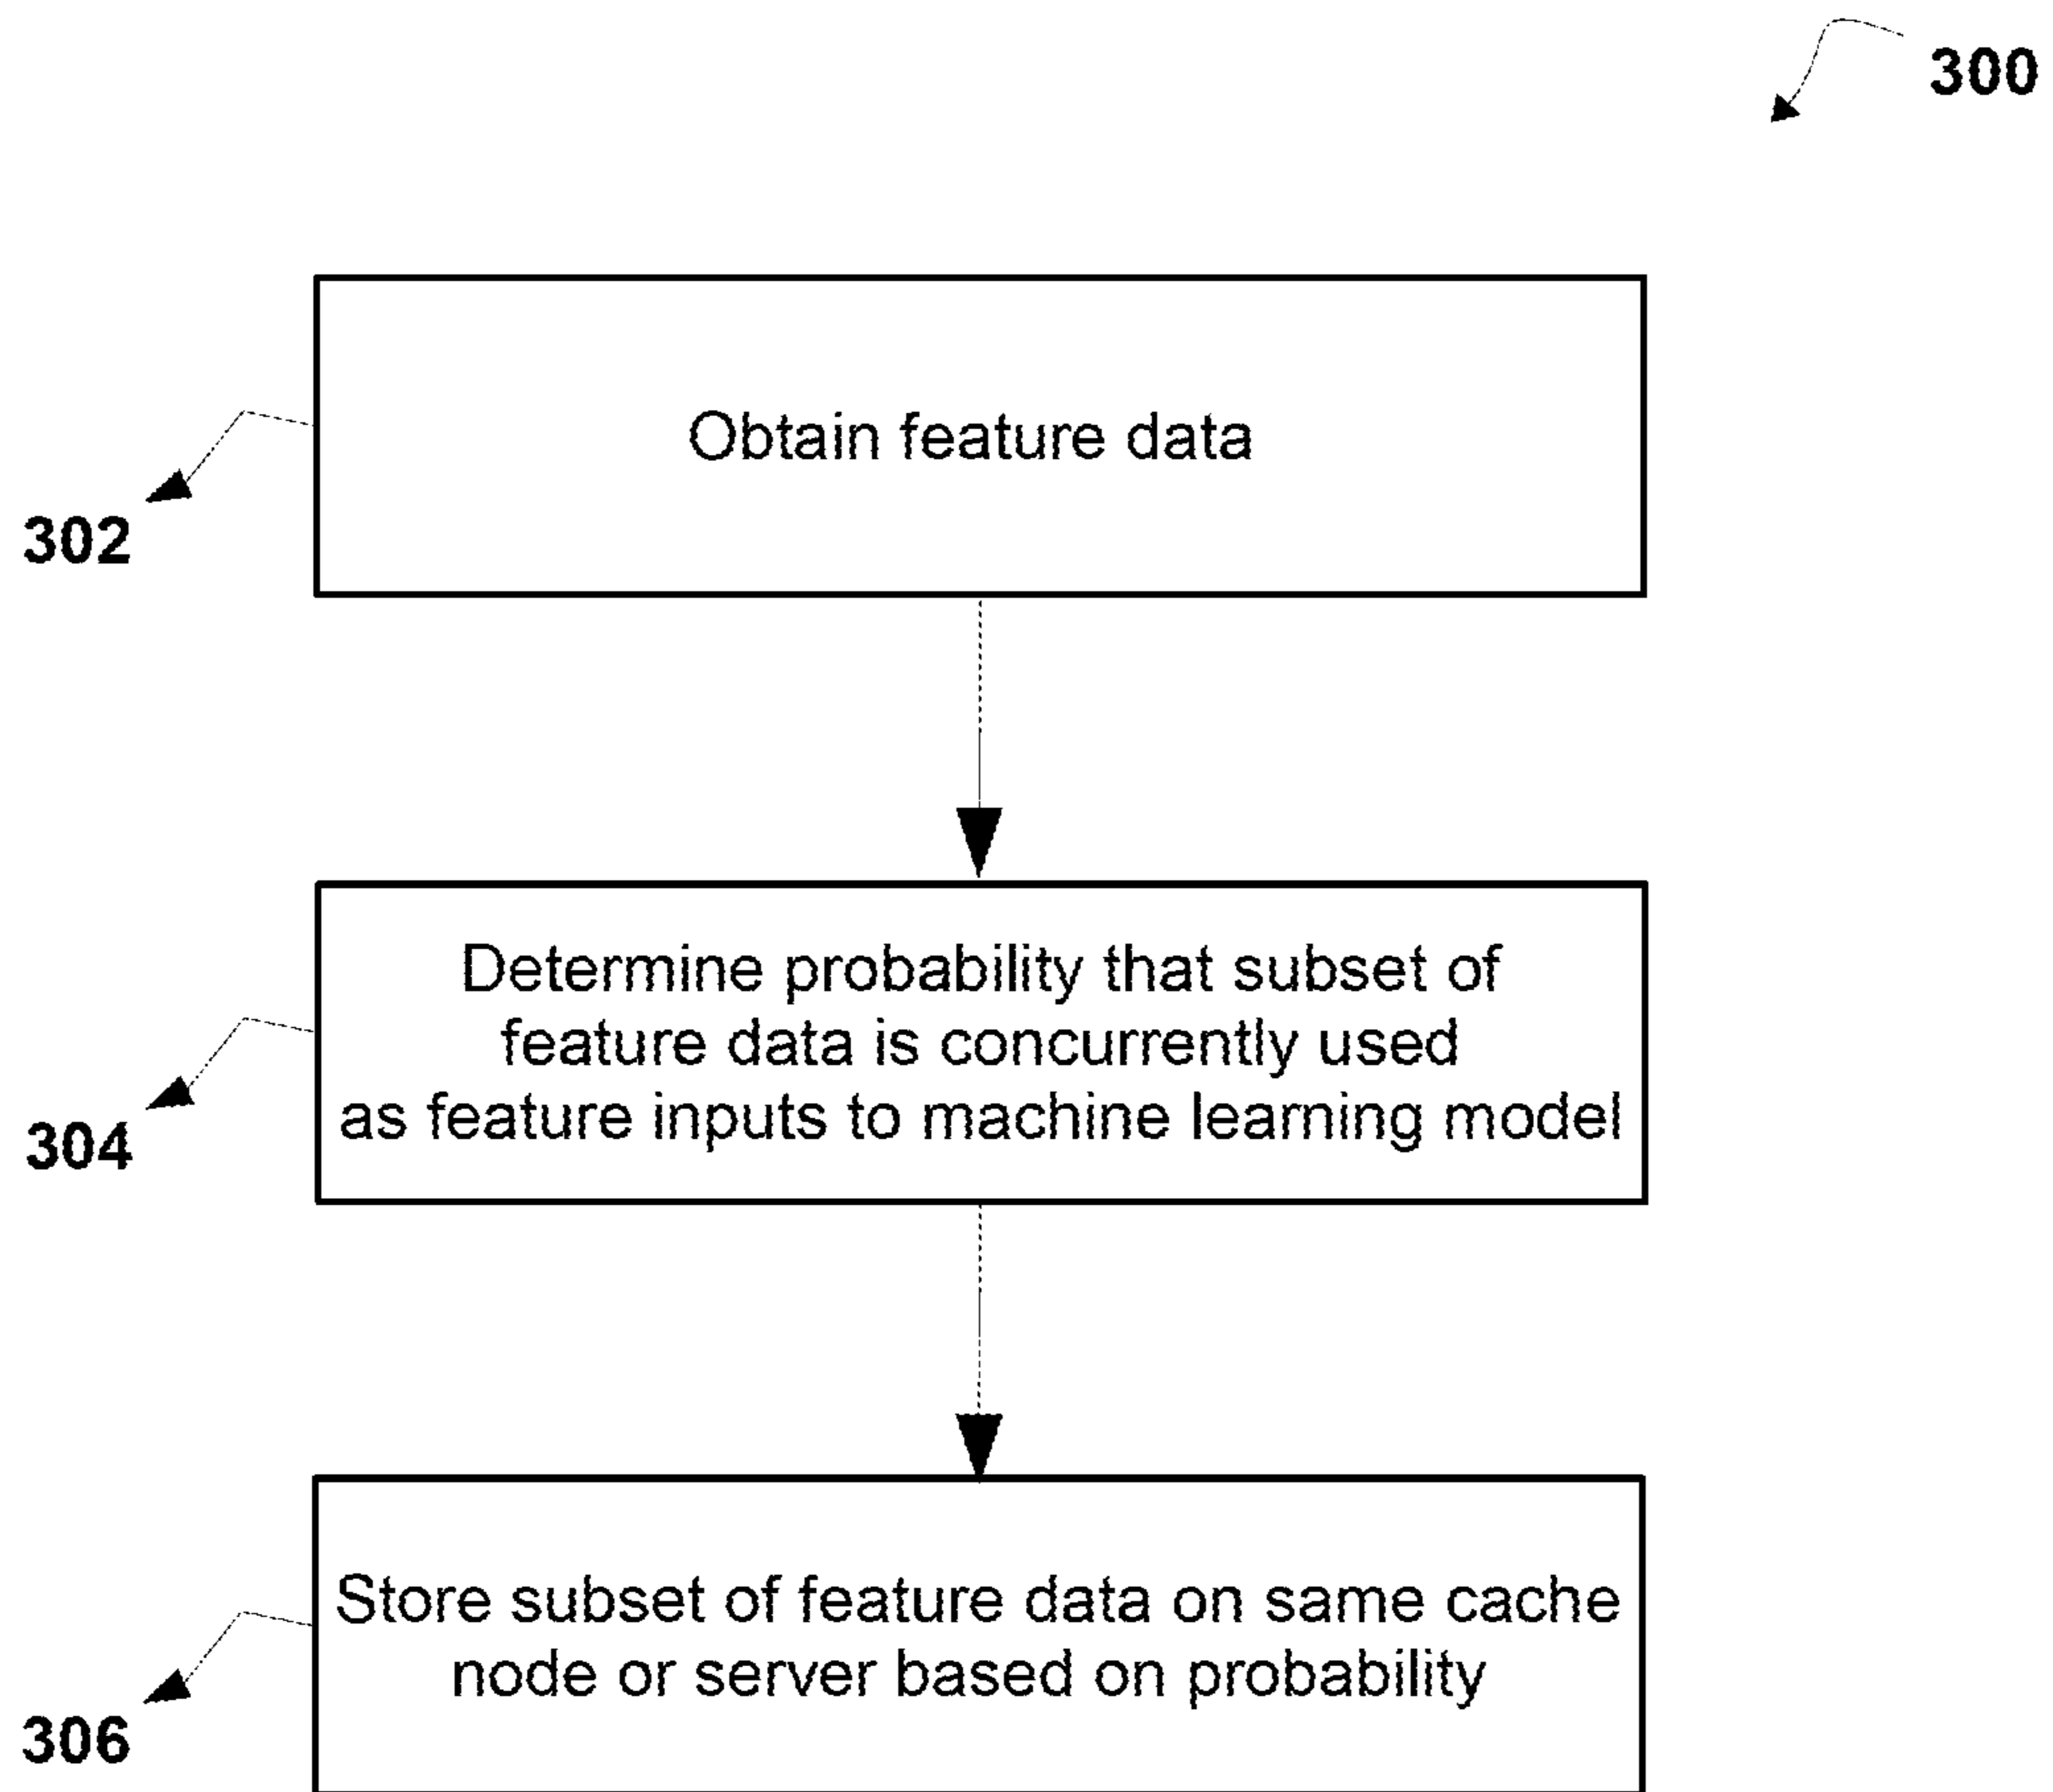 300
Obtain feature data
302
Determine probability that subset of
feature data is concurrently used
as feature inputs to machine learning model
304
Store subset of feature data on same cache
node or server based on probability
306